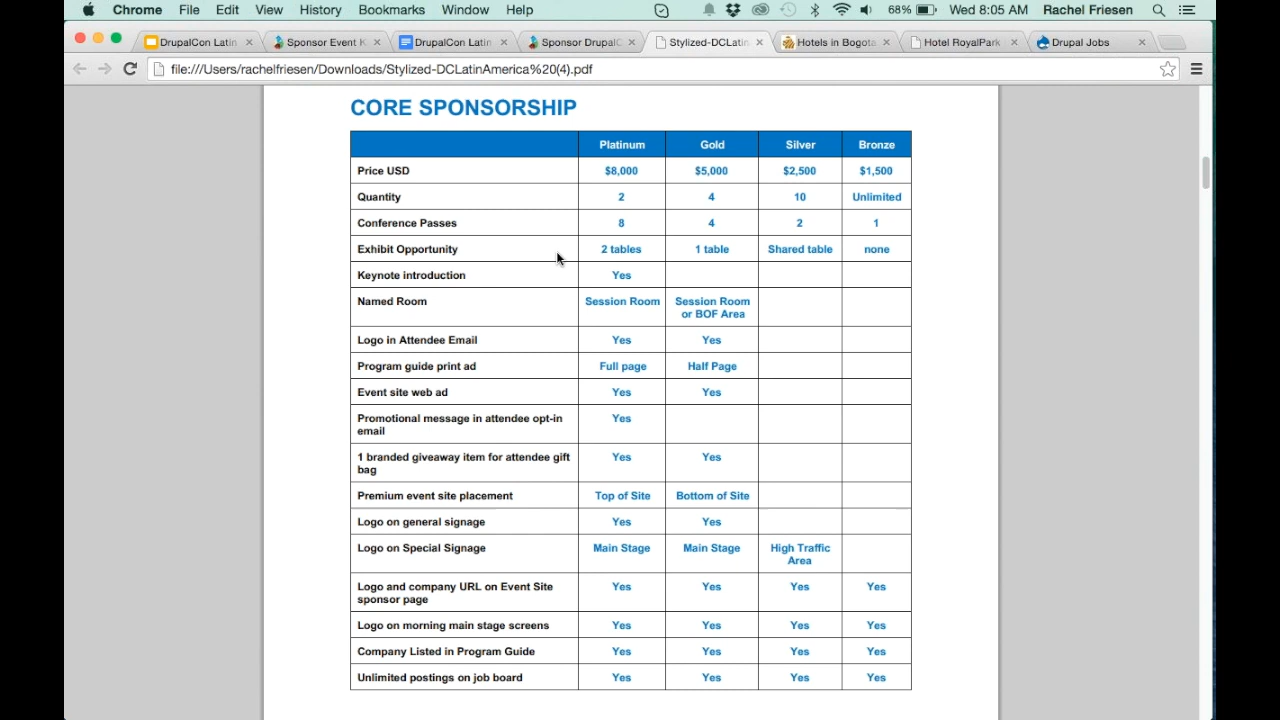 Chrome File Edit View History Bookmarks Window Help 68% Wed 8:05 AM Rachel Friesen
DrupalCon Latin Sponsor Event K DrupalCon Latin Sponsor DrupalC Stylized-DCLatin Hotels in Bogota Hotel RoyalPark Drupal Jobs
file:///Users/rachelfriesen/Downloads/Stylized-DCLatinAmerica%20(4).pdf
CORE SPONSORSHIP
Platinum Gold Silver Bronze
Price USD $8,000 $5,000 $2,500 $1,500
Quantity 2 4 10 Unlimited
Conference Passes 8 4 2 1
Exhibit Opportunity 2 tables 1 table Shared table none
Keynote introduction Yes
Named Room Session Room Session Room
or BOF Area
Logo in Attendee Email Yes Yes
Program guide print ad Full page Half Page
Event site web ad Yes Yes
Promotional message in attendee opt-in Yes
email
1 branded giveaway item for attendee gift Yes Yes
bag
Premium event site placement Top of Site Bottom of Site
Logo on general signage Yes Yes
Logo on Special Signage Main Stage Main Stage High Traffic
Area
Logo and company URL on Event Site Yes Yes Yes Yes
sponsor page
Logo on morning main stage screens Yes Yes Yes Yes
Company Listed in Program Guide Yes Yes Yes Yes
Unlimited postings on job board Yes Yes Yes Yes